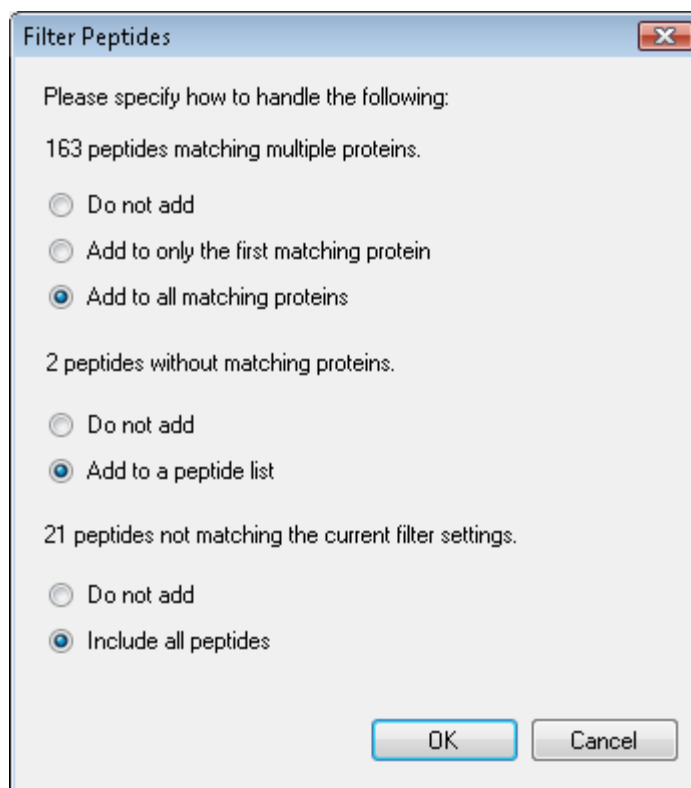 Filter Peptides
Please specify how to handle the following:
163 peptides matching multiple proteins.
Do not add
Add to only the first matching protein
Add to all matching proteins
2 peptides without matching proteins.
Do not add
Add to a peptide list
21 peptides not matching the current filter settings.
Do not add
Include all peptides
OK Cancel